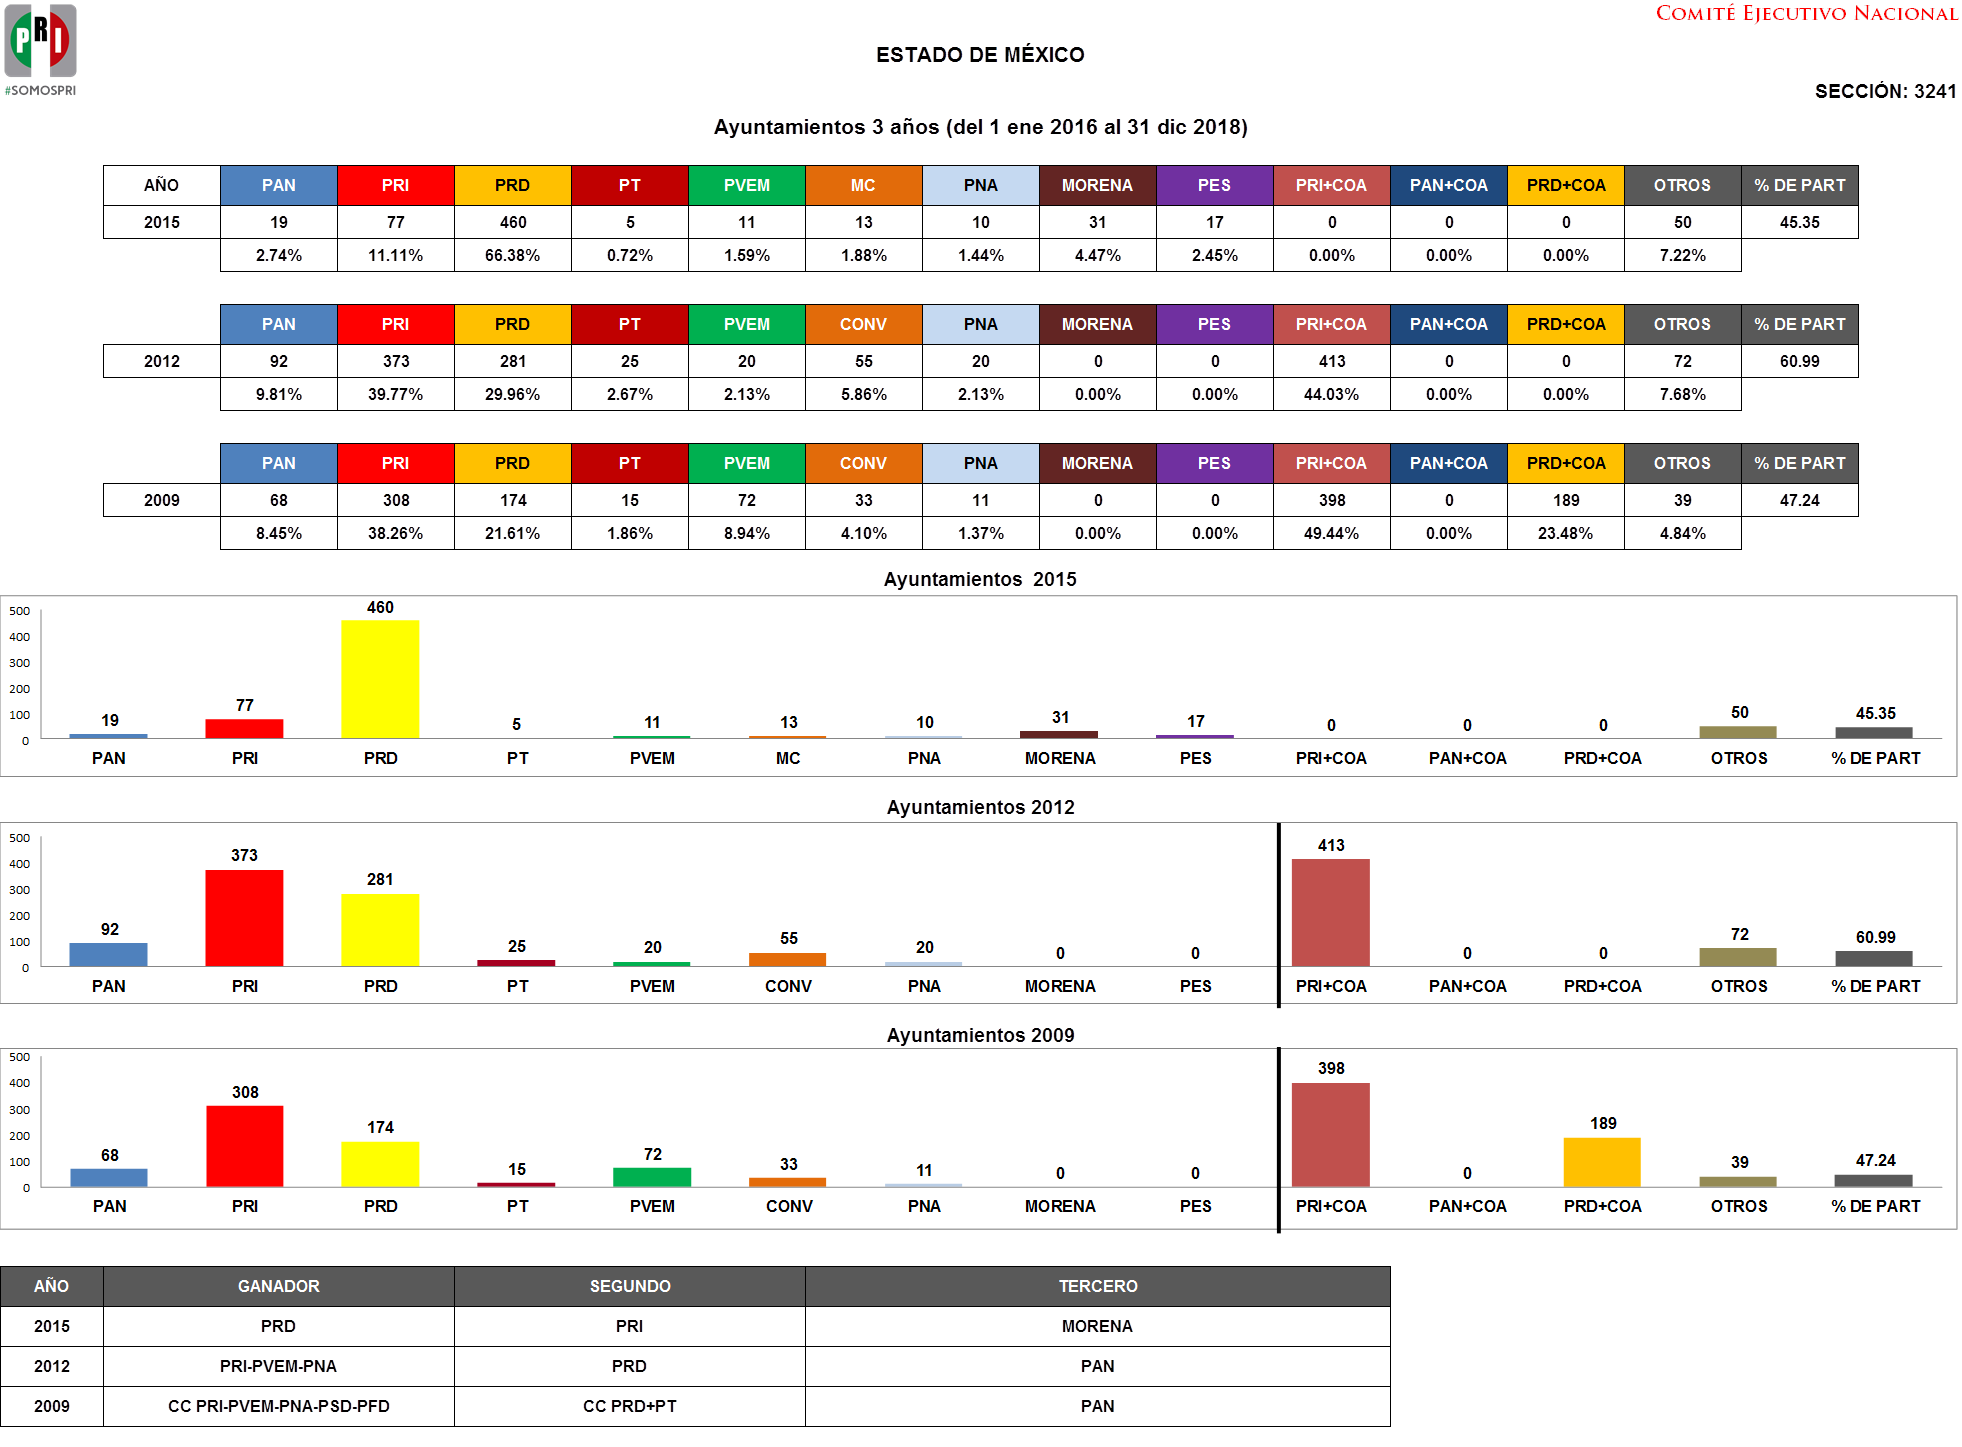 PRI
#SOMOSPRI
COMITÉ EJECUTIVO NACIONAL
ESTADO DE MÉXICO
SECCIÓN: 3241
Ayuntamientos 3 años (del 1 ene 2016 al 31 dic 2018)
AÑO PAN PRI PRD PT PVEM MC PNA MORENA PES PRI+COA PAN+COA PRD+COA OTROS % DE PART
2015 19 77 460 5 11 13 10 31 17 0 0 0 50 45.35
2.74% 11.11% 66.38% 0.72% 1.59% 1.88% 1.44% 4.47% 2.45% 0.00% 0.00% 0.00% 7.22%
PAN PRI PRD PT PVEM CONV PNA MORENA PES PRI+COA PAN+COA PRD+COA OTROS % DE PART
2012 92 373 281 25 20 55 20 0 0 413 0 0 72 60.99
9.81% 39.77% 29.96% 2.67% 2.13% 5.86% 2.13% 0.00% 0.00% 44.03% 0.00% 0.00% 7.68%
PAN PRI PRD PT PVEM CONV PNA MORENA PES PRI+COA PAN+COA PRD+COA OTROS % DE PART
2009 68 308 174 15 72 33 11 0 0 398 0 189 39 47.24
8.45% 38.26% 21.61% 1.86% 8.94% 4.10% 1.37% 0.00% 0.00% 49.44% 0.00% 23.48% 4.84%
Ayuntamientos 2015
500
400
300
200
100
0
19 77 460 5 11 13 10 31 17 0 0 0 50 45.35
PAN PRI PRD PT PVEM MC PNA MORENA PES PRI+COA PAN+COA PRD+COA OTROS % DE PART
Ayuntamientos 2012
500
400
300
200
100
0
92 373 281 25 20 55 20 0 0 413 0 0 72 60.99
PAN PRI PRD PT PVEM CONV PNA MORENA PES PRI+COA PAN+COA PRD+COA OTROS % DE PART
Ayuntamientos 2009
500
400
300
200
100
0
68 308 174 15 72 33 11 0 0 398 0 189 39 47.24
PAN PRI PRD PT PVEM CONV PNA MORENA PES PRI+COA PAN+COA PRD+COA OTROS % DE PART
AÑO GANADOR SEGUNDO TERCERO
2015 PRD PRI MORENA
2012 PRI-PVEM-PNA PRD PAN
2009 CC PRI-PVEM-PNA-PSD-PFD CC PRD+PT PAN